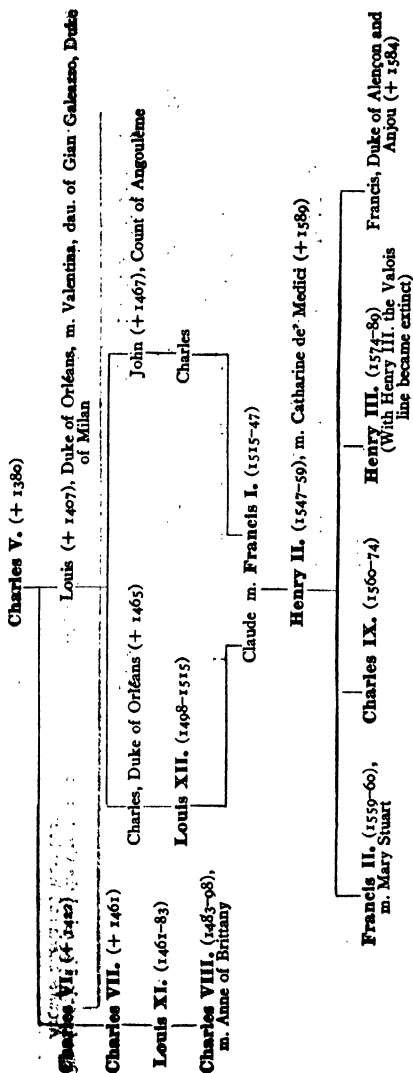 Charles V. (+ 1380)
Charles VI. (+ 1422)
Louis (+ 1407), Duke of Orléans, m. Valentina, dau. of Gian Galeazzo, Duke
of Milan
Charles VII. (+ 1461)
Charles, Duke of Orléans (+ 1465)
John (+ 1467), Count of Angoulême
Louis XI. (1461–83)
Louis XII. (1498–1515)
Charles
Charles VIII. (1483–98),
m. Anne of Brittany
Claude m. Francis I. (1515–47)
Henry II. (1547–59), m. Catharine de' Medici (+ 1589)
Francis II. (1559–60),
m. Mary Stuart
Charles IX. (1560–74)
Henry III. (1574–89)
(With Henry III. the Valois
line became extinct)
Francis, Duke of Alençon and
Anjou (+ 1584)